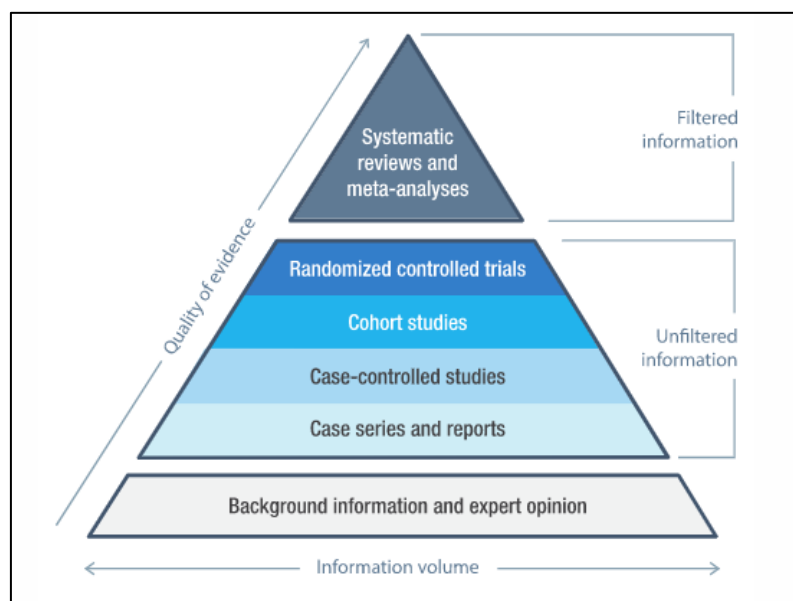 Systematic
reviews and
meta-analyses
Filtered
information
Quality of evidence
Randomized controlled trials
Cohort studies
Unfiltered
information
Case-controlled studies
Case series and reports
Background information and expert opinion
Information volume